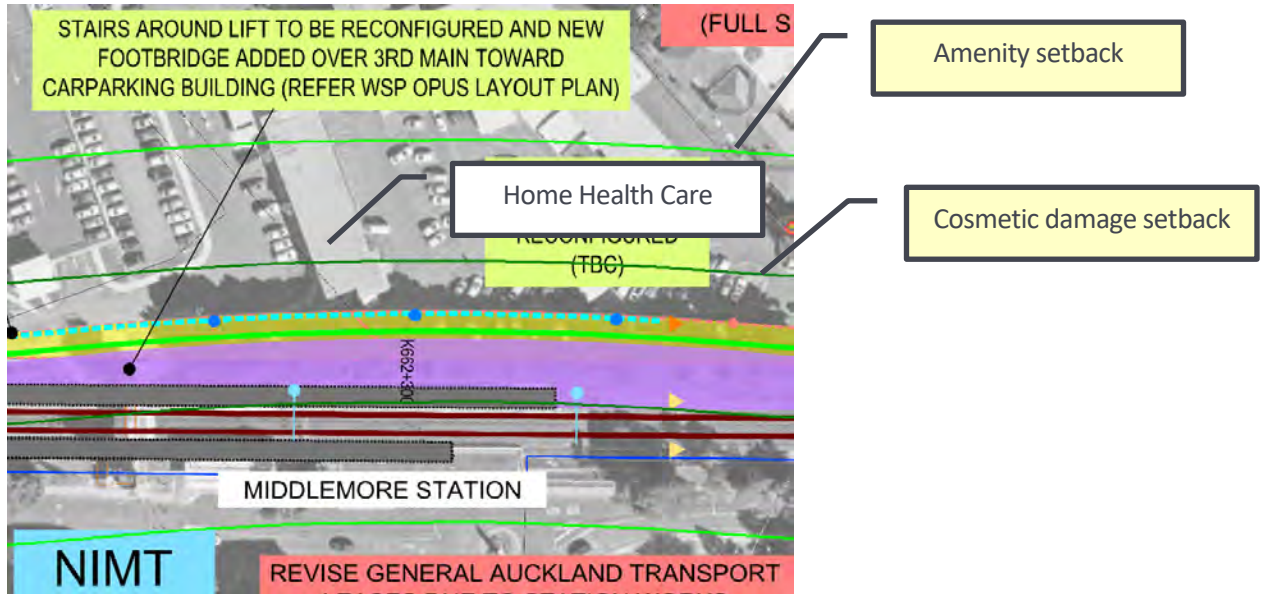 STAIRS AROUND LIFT TO BE RECONFIGURED AND NEW
FOOTBRIDGE ADDED OVER 3RD MAIN TOWARD
CARPARKING BUILDING (REFER WSP OPUS LAYOUT PLAN)
(FULL S
Amenity setback
Home Health Care
Cosmetic damage setback
RECONFIGURED
(TBC)
K662+300
MIDDLEMORE STATION
NIMT
REVISE GENERAL AUCKLAND TRANSPORT